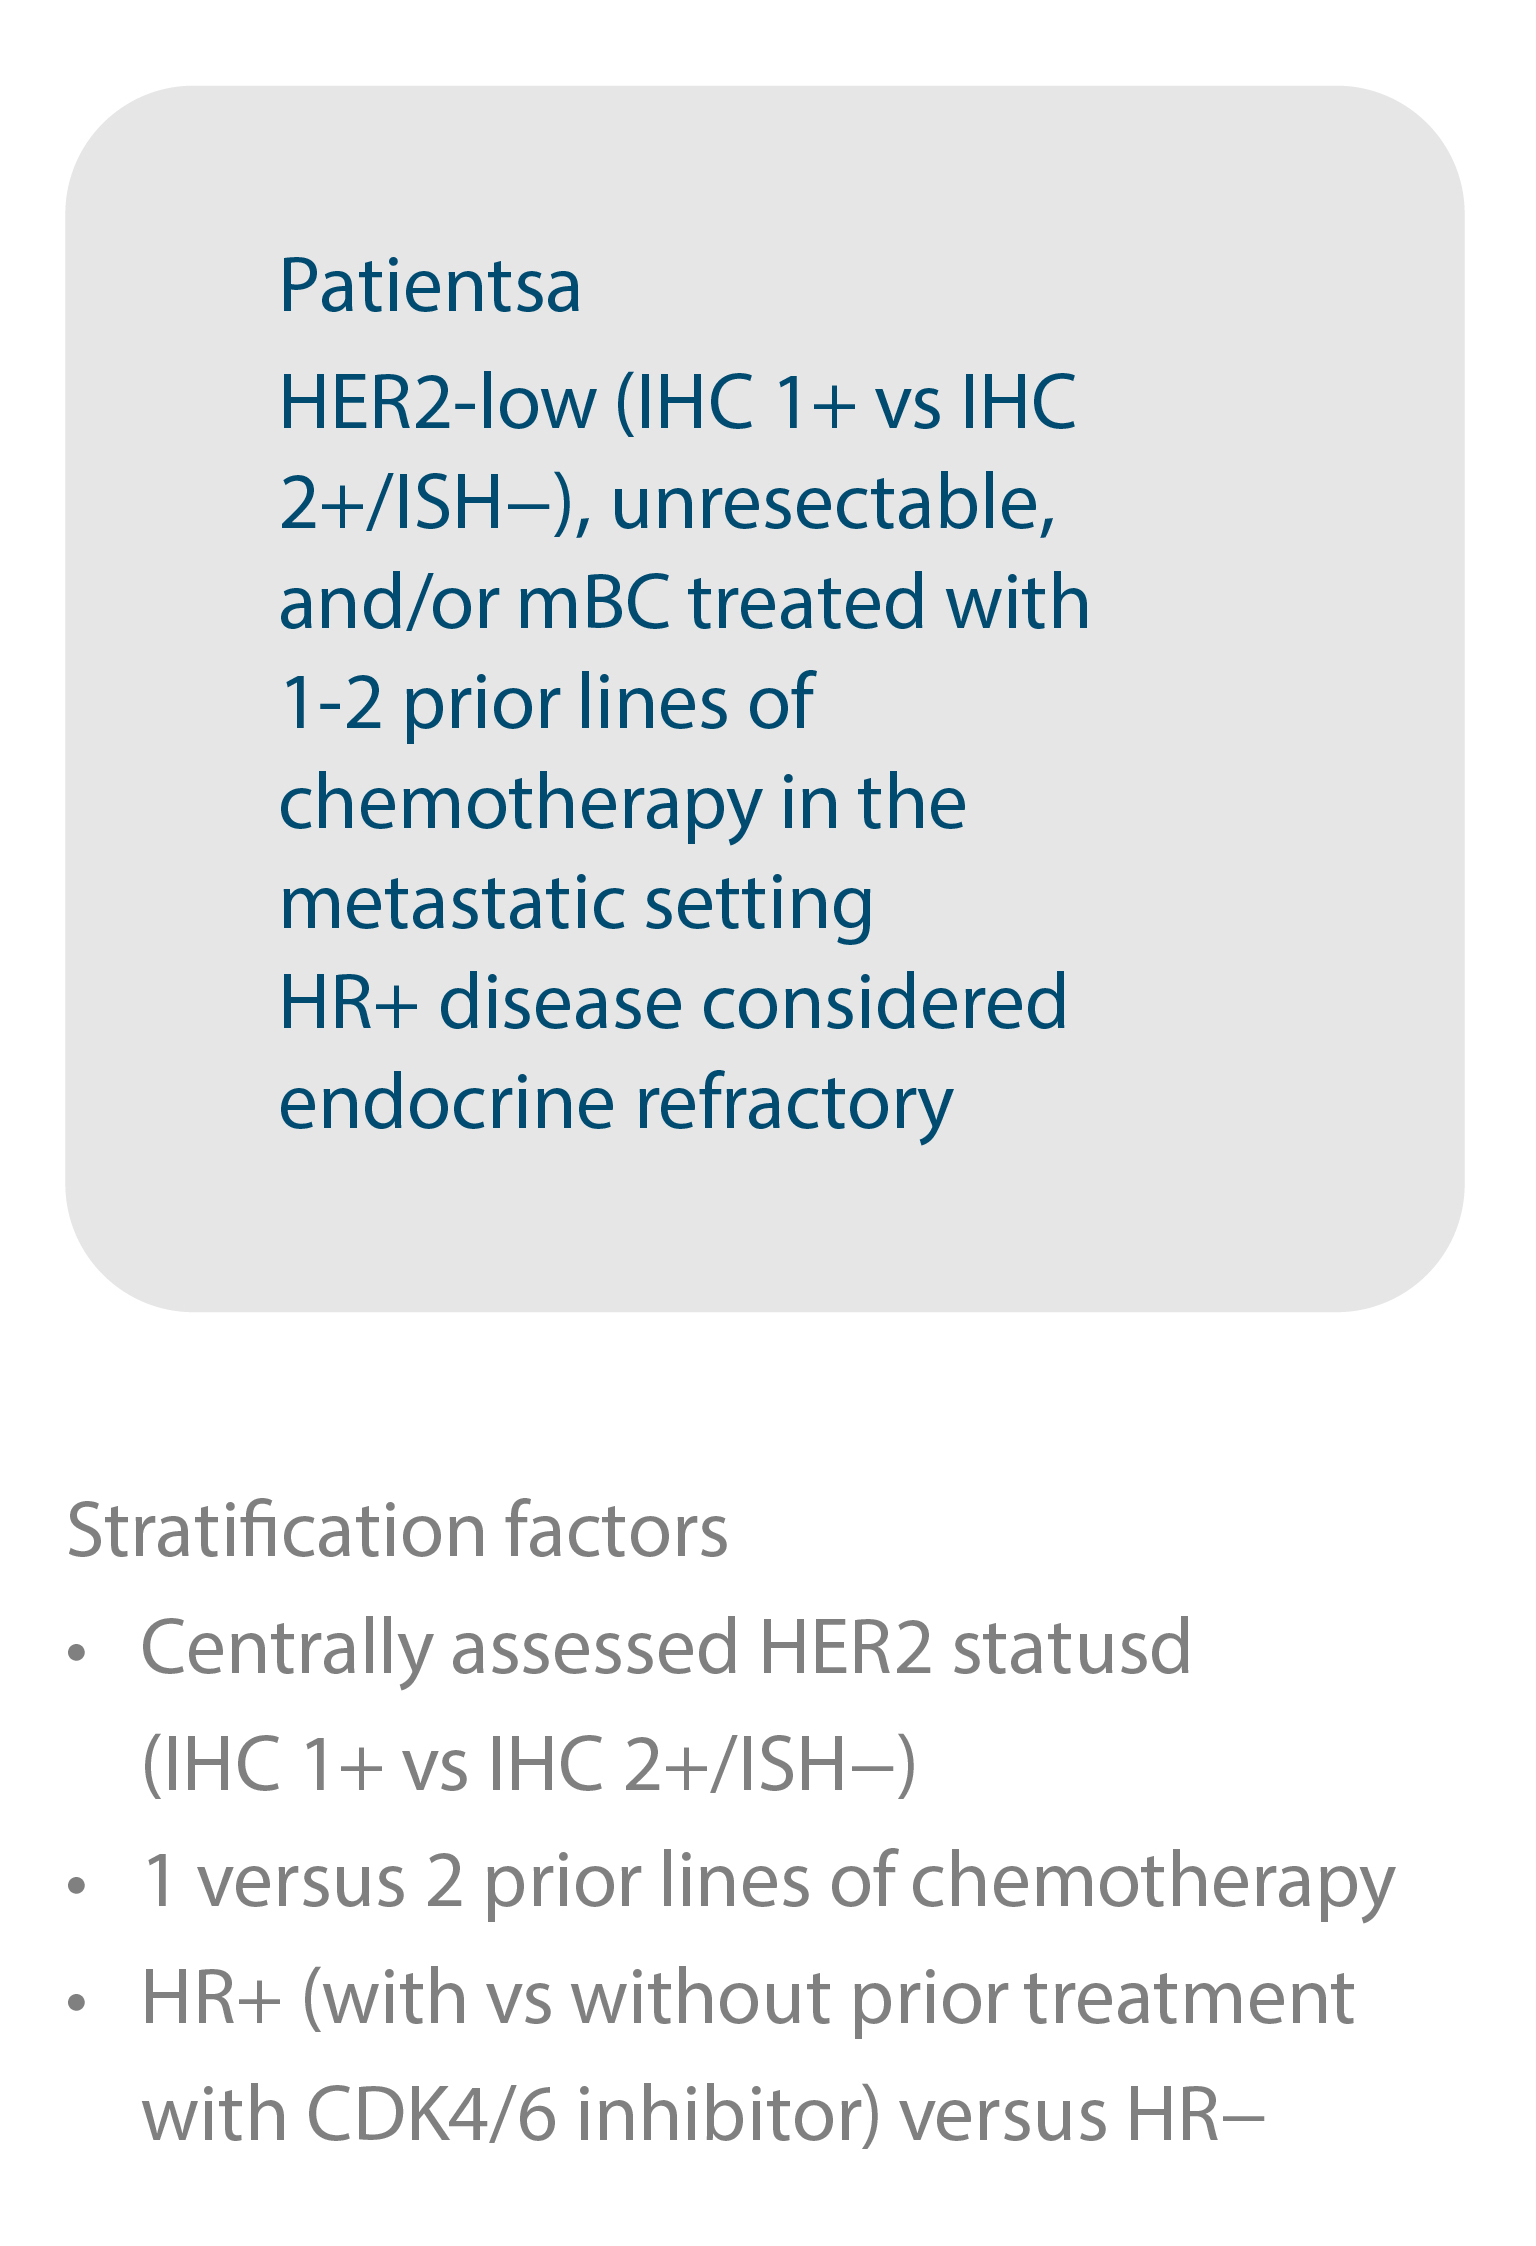 Patientsa
HER2-low (IHC 1+ vs IHC
2+/ISH−), unresectable,
and/or mBC treated with
1-2 prior lines of
chemotherapy in the
metastatic setting
HR+ disease considered
endocrine refractory
Stratification factors
• Centrally assessed HER2 statusd
(IHC 1+ vs IHC 2+/ISH−)
• 1 versus 2 prior lines of chemotherapy
• HR+ (with vs without prior treatment
with CDK4/6 inhibitor) versus HR−